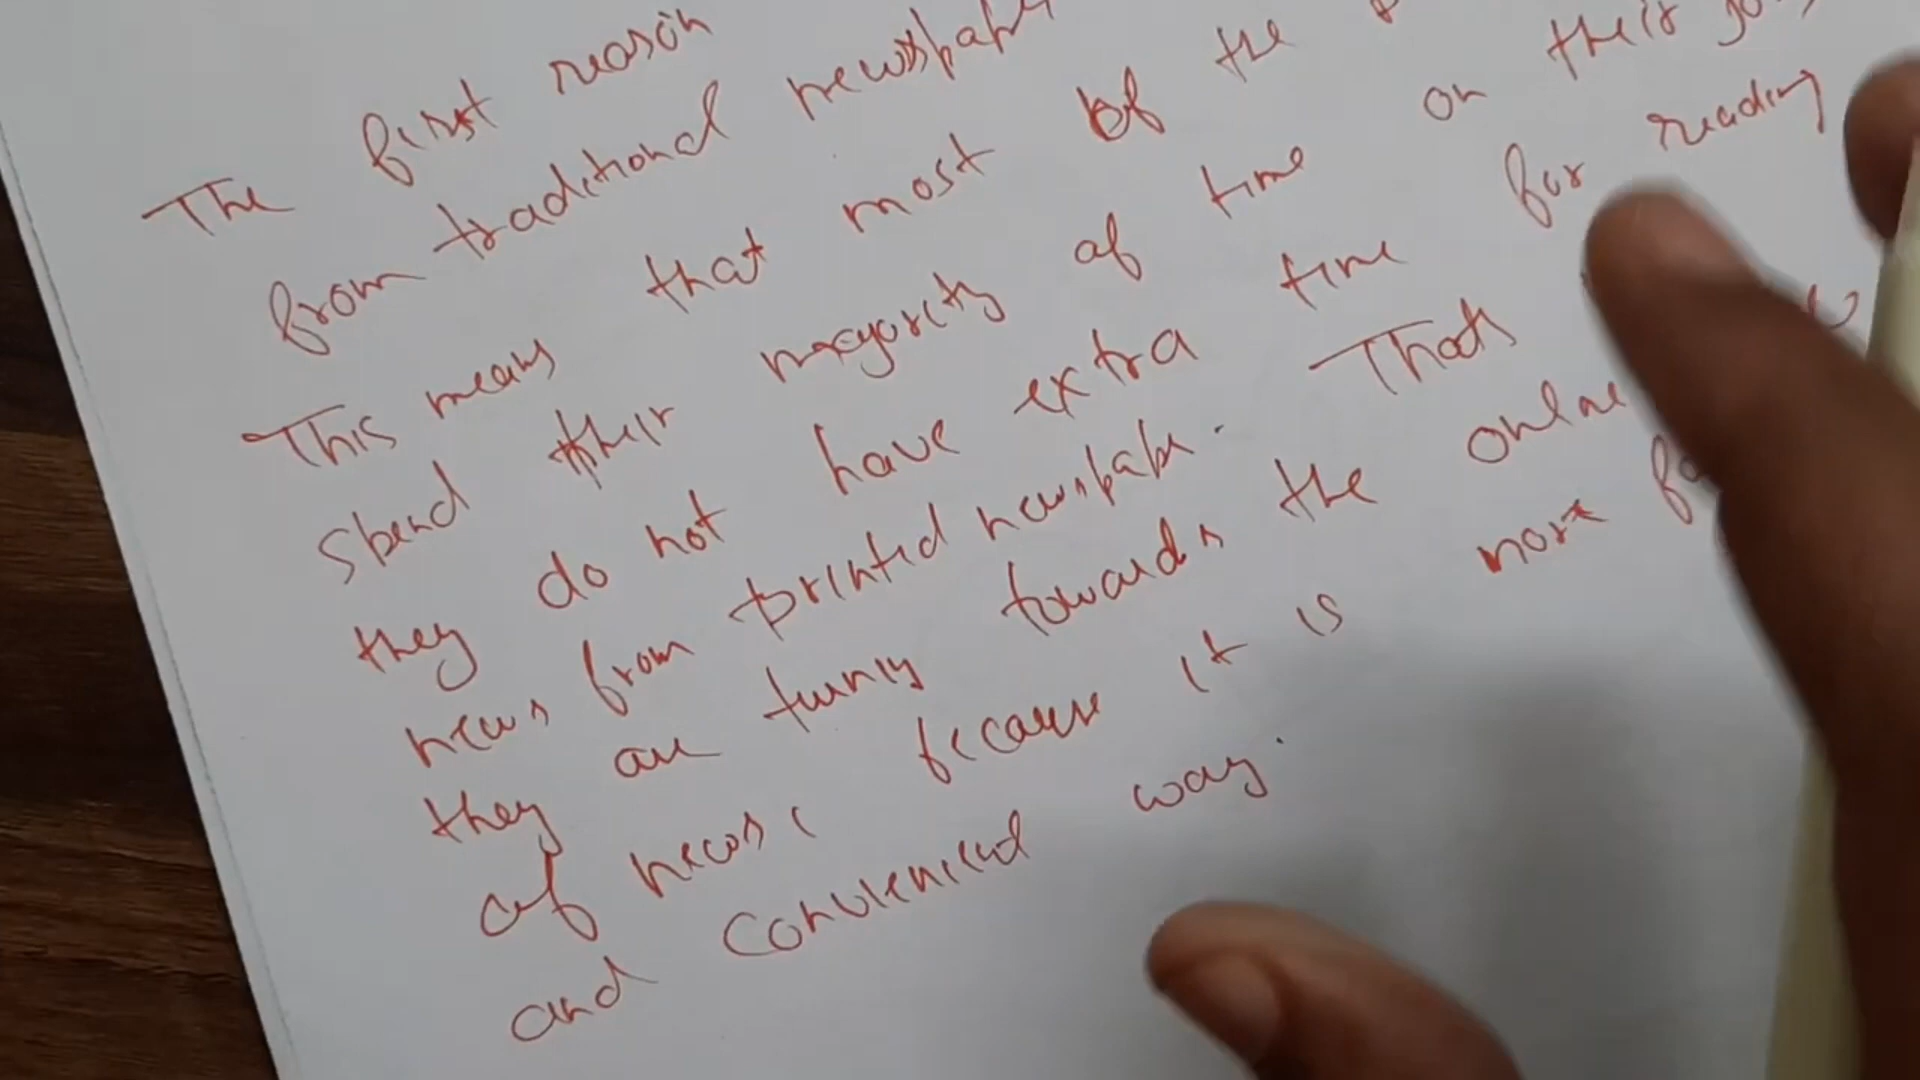 The first reason
from traditional newspaper
This means that most of the
spend their majority of time on their
they do not have extra time for reading
news from printed newspaper. That's
they are turning towards the online
of news because it is more
and convenient way.